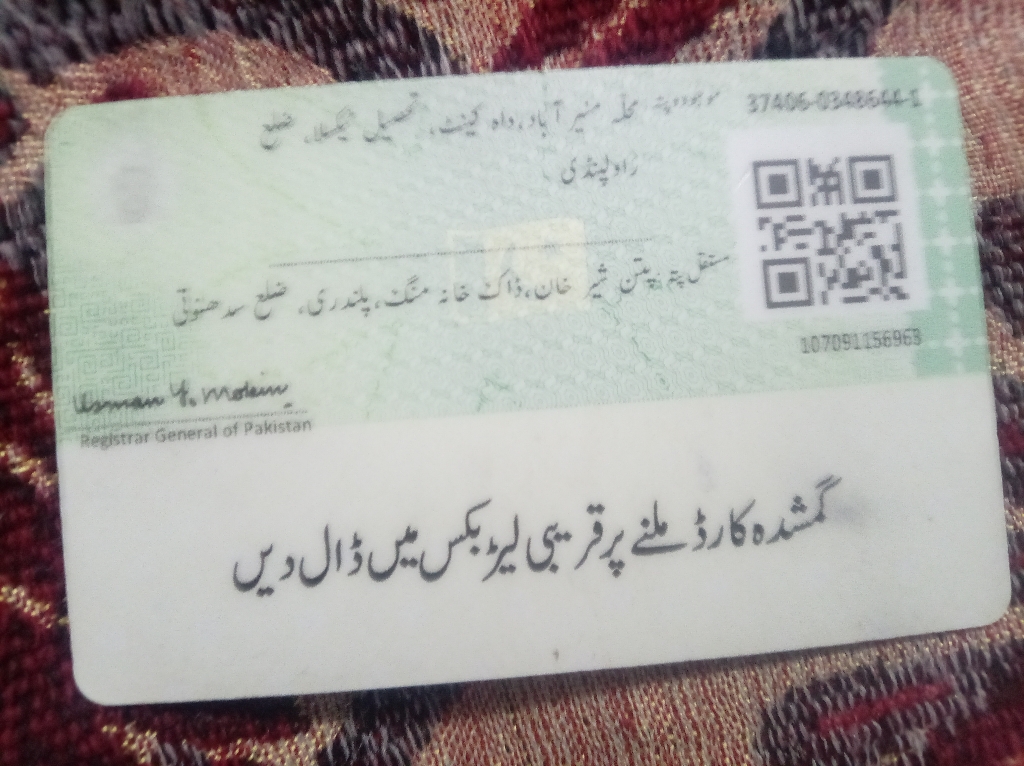 37406-0348644-1
موجودہ پتہ: محلہ منیر آباد، واہ کینٹ، تحصیل ٹیکسلا، ضلع
راولپنڈی
مستقل پتہ: پتن شیر خان، ڈاک خانہ منگ، پلندری، ضلع سدھنوتی
107091156963
Usman Y. Mobin
Registrar General of Pakistan
گمشدہ کارڈ ملنے پر قریبی لیٹر بکس میں ڈال دیں